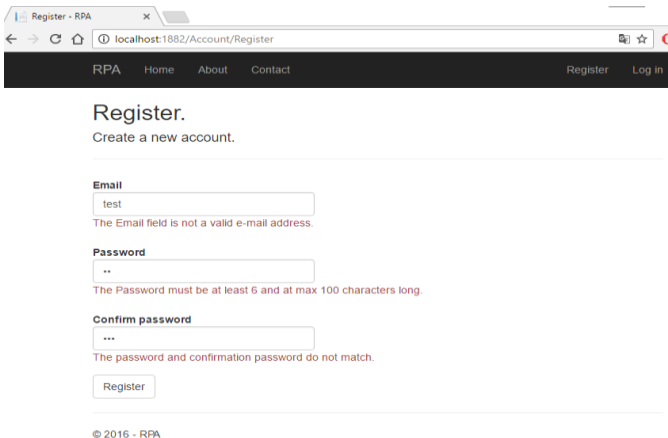 Register - RPA
localhost:1882/Account/Register
RPA Home About Contact Register Log in
Register.
Create a new account.
Email
test
The Email field is not a valid e-mail address.
Password
••
The Password must be at least 6 and at max 100 characters long.
Confirm password
•••
The password and confirmation password do not match.
Register
© 2016 - RPA